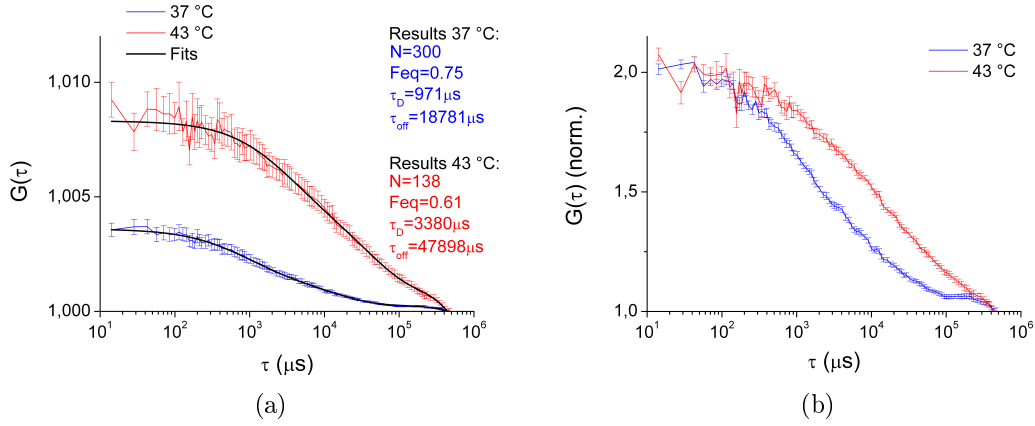 37 °C
43 °C
Fits
Results 37 °C:
N=300
Feq=0.75
τD=971μs
τoff=18781μs
Results 43 °C:
N=138
Feq=0.61
τD=3380μs
τoff=47898μs
G(τ)
1,010
1,005
1,000
10¹ 10² 10³ 10⁴ 10⁵ 10⁶
τ (μs)
(a)
37 °C
43 °C
G(τ) (norm.)
2,0
1,5
1,0
10¹ 10² 10³ 10⁴ 10⁵ 10⁶
τ (μs)
(b)